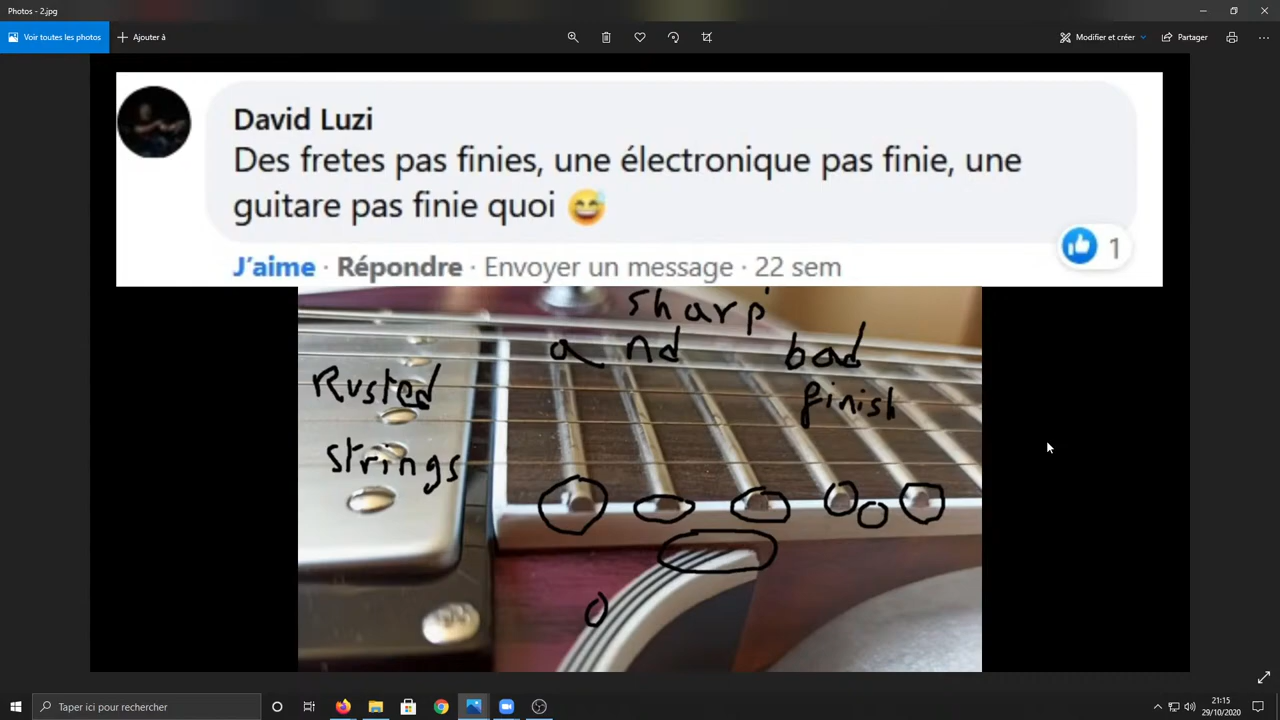 Photos - 2.jpg
Voir toutes les photos
Ajouter à
Modifier et créer
Partager
David Luzi
Des fretes pas finies, une électronique pas finie, une
guitare pas finie quoi 😅
1
J'aime · Répondre · Envoyer un message · 22 sem
sharp
and bad
Rusted finish
strings
Taper ici pour rechercher
21:15
29/10/2020